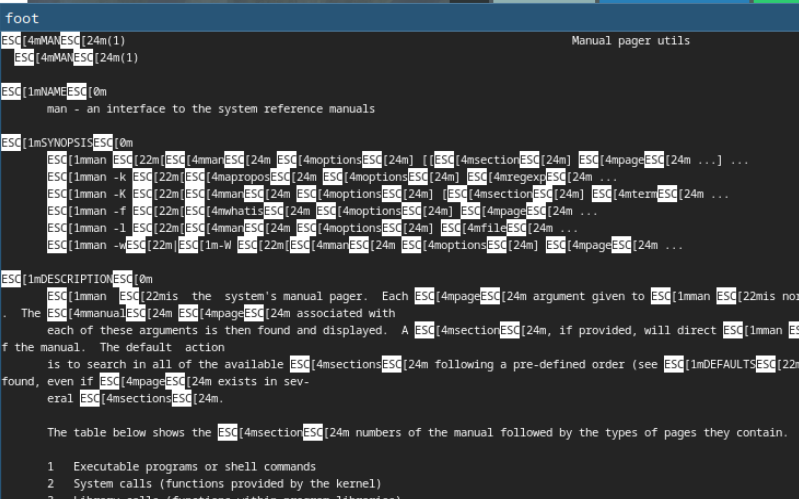 foot
ESC[4mMANESC[24m(1) Manual pager utils
ESC[4mMANESC[24m(1)
ESC[1mNAMEESC[0m
man - an interface to the system reference manuals
ESC[1mSYNOPSISESC[0m
ESC[1mman ESC[22m[ESC[4mmanESC[24m ESC[4moptionsESC[24m] [[ESC[4msectionESC[24m] ESC[4mpageESC[24m ...] ...
ESC[1mman -k ESC[22m[ESC[4maproposESC[24m ESC[4moptionsESC[24m] ESC[4mregexpESC[24m ...
ESC[1mman -K ESC[22m[ESC[4mmanESC[24m ESC[4moptionsESC[24m] [ESC[4msectionESC[24m] ESC[4mtermESC[24m ...
ESC[1mman -f ESC[22m[ESC[4mwhatisESC[24m ESC[4moptionsESC[24m] ESC[4mpageESC[24m ...
ESC[1mman -l ESC[22m[ESC[4mmanESC[24m ESC[4moptionsESC[24m] ESC[4mfileESC[24m ...
ESC[1mman -wESC[22m|ESC[1m-W ESC[22m[ESC[4mmanESC[24m ESC[4moptionsESC[24m] ESC[4mpageESC[24m ...
ESC[1mDESCRIPTIONESC[0m
ESC[1mman ESC[22mis the system's manual pager. Each ESC[4mpageESC[24m argument given to ESC[1mman ESC[22mis nor
. The ESC[4mmanualESC[24m ESC[4mpageESC[24m associated with
each of these arguments is then found and displayed. A ESC[4msectionESC[24m, if provided, will direct ESC[1mman ES
f the manual. The default action
is to search in all of the available ESC[4msectionsESC[24m following a pre-defined order (see ESC[1mDEFAULTSESC[22m
found, even if ESC[4mpageESC[24m exists in sev-
eral ESC[4msectionsESC[24m.
The table below shows the ESC[4msectionESC[24m numbers of the manual followed by the types of pages they contain.
1 Executable programs or shell commands
2 System calls (functions provided by the kernel)
3 Library calls (functions within program libraries)